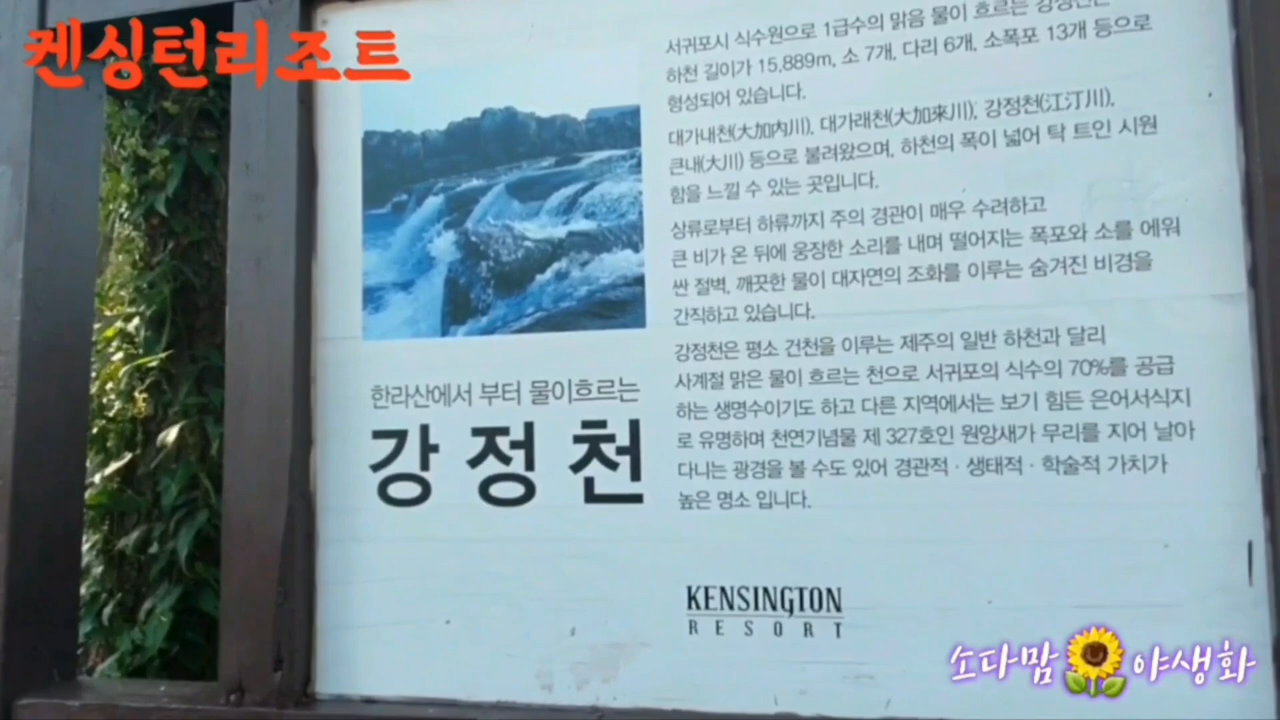 켄싱턴리조트
서귀포시 식수원으로 1급수의 맑음 물이 흐르는 강정천은
하천 길이가 15,889m, 소 7개, 다리 6개, 소폭포 13개 등으로
형성되어 있습니다.
대가내천(大加內川), 대가래천(大加來川), 강정천(江汀川),
큰내(大川) 등으로 불려왔으며, 하천의 폭이 넓어 탁 트인 시원
함을 느낄 수 있는 곳입니다.
상류로부터 하류까지 주의 경관이 매우 수려하고
큰 비가 온 뒤에 웅장한 소리를 내며 떨어지는 폭포와 소를 에워
싼 절벽, 깨끗한 물이 대자연의 조화를 이루는 숨겨진 비경을
간직하고 있습니다.
강정천은 평소 건천을 이루는 제주의 일반 하천과 달리
사계절 맑은 물이 흐르는 천으로 서귀포의 식수의 70%를 공급
하는 생명수이기도 하고 다른 지역에서는 보기 힘든 은어서식지
로 유명하며 천연기념물 제 327호인 원앙새가 무리를 지어 날아
다니는 광경을 볼 수도 있어 경관적 · 생태적 · 학술적 가치가
높은 명소 입니다.
한라산에서 부터 물이흐르는
강정천
KENSINGTON
RESORT
소다맘 야생화